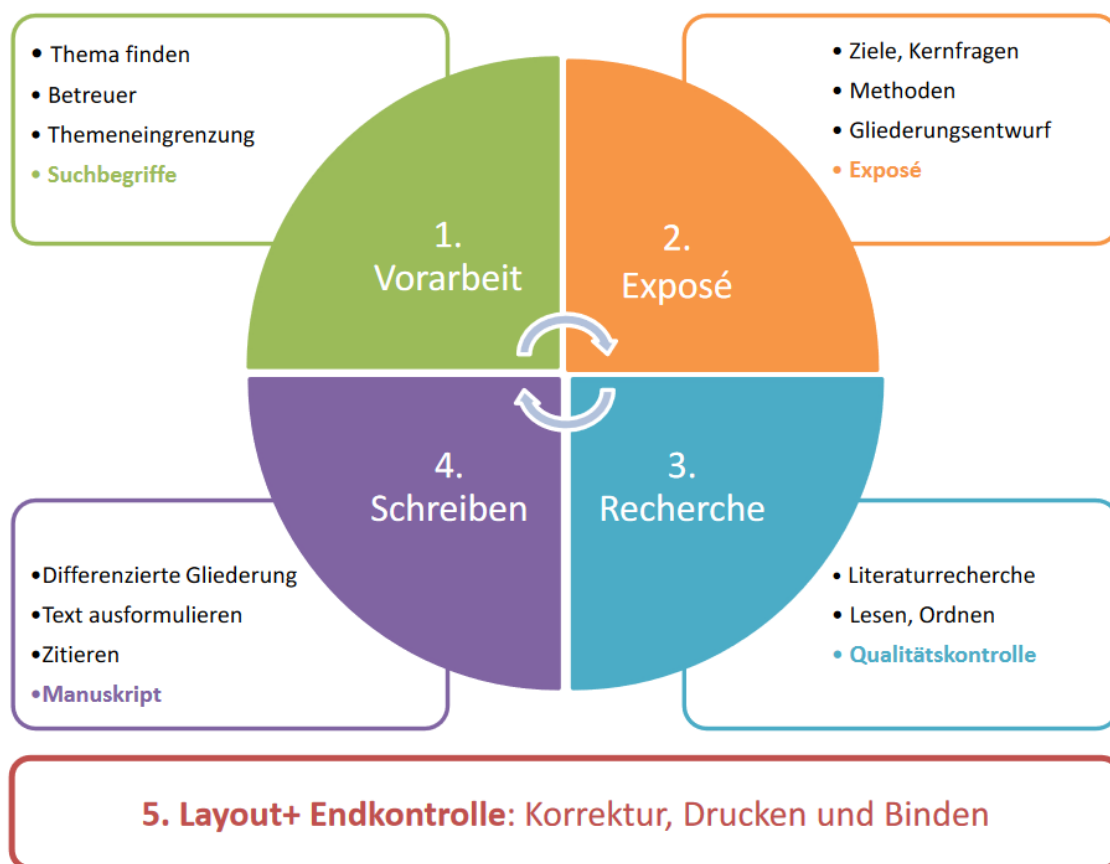 • Thema finden
• Betreuer
• Themeneingrenzung
• Suchbegriffe
1.
Vorarbeit
• Ziele, Kernfragen
• Methoden
• Gliederungsentwurf
• Exposé
2.
Exposé
3.
Recherche
• Literaturrecherche
• Lesen, Ordnen
• Qualitätskontrolle
4.
Schreiben
•Differenzierte Gliederung
•Text ausformulieren
•Zitieren
•Manuskript
5. Layout+ Endkontrolle: Korrektur, Drucken und Binden